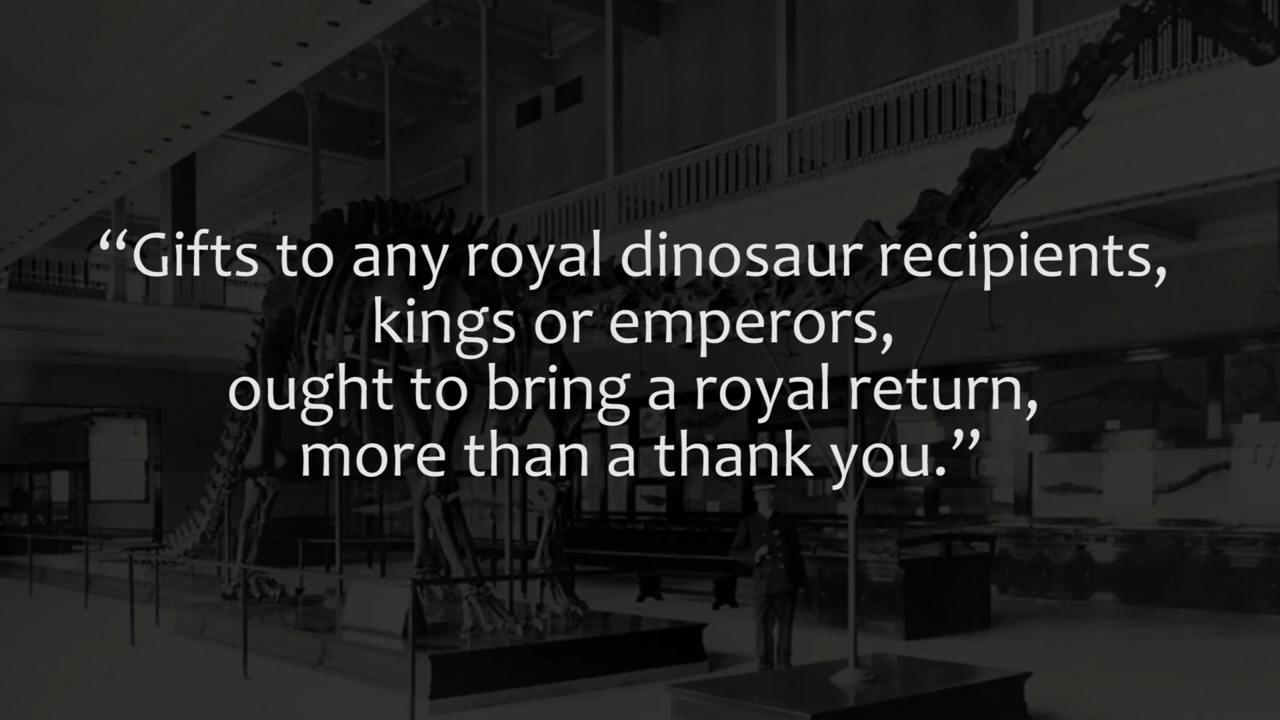 “Gifts to any royal dinosaur recipients,
kings or emperors,
ought to bring a royal return,
more than a thank you.”